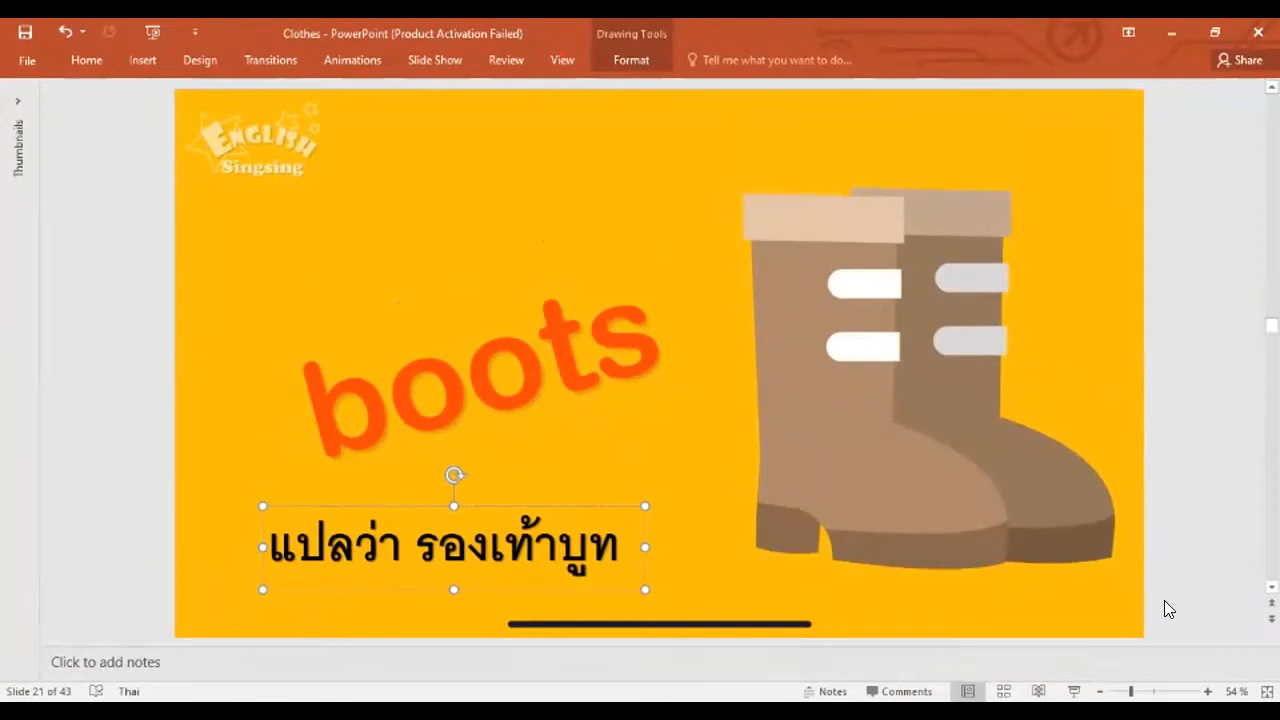 Clothes - PowerPoint (Product Activation Failed)
Drawing Tools
File Home Insert Design Transitions Animations Slide Show Review View Format Tell me what you want to do... Share
Thumbnails
ENGLISH
Singsing
boots
แปลว่า รองเท้าบูท
Click to add notes
Slide 21 of 43 Thai Notes Comments 54 %